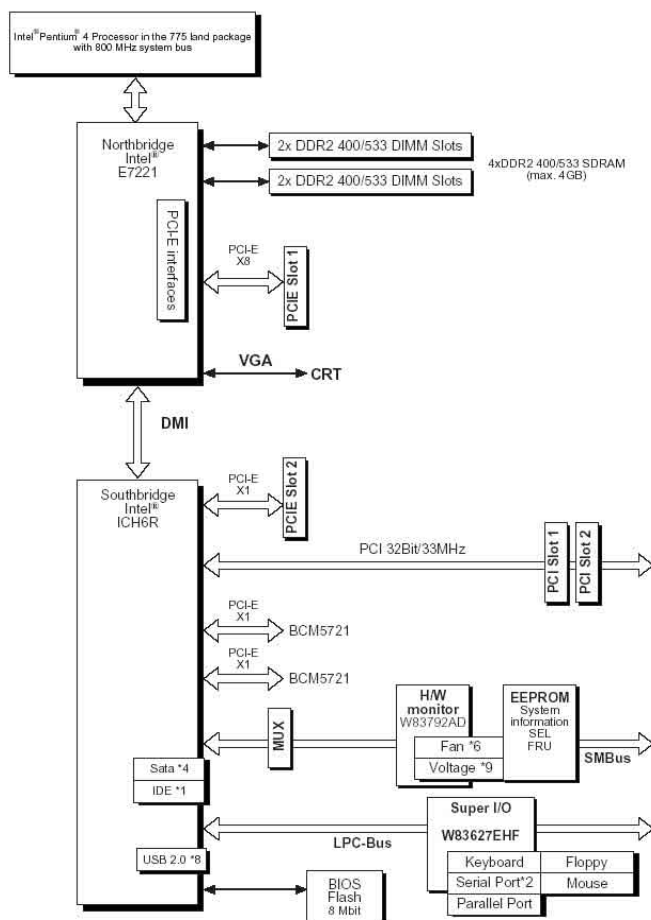 Intel® Pentium® 4 Processor in the 775 land package
with 800 MHz system bus
Northbridge
Intel®
E7221
2x DDR2 400/533 DIMM Slots
2x DDR2 400/533 DIMM Slots
4xDDR2 400/533 SDRAM
(max. 4GB)
PCI-E interfaces
PCI-E
X8
PCIE Slot 1
VGA
CRT
DMI
Southbridge
Intel®
ICH6R
PCI-E
X1
PCIE Slot 2
PCI 32Bit/33MHz
PCI Slot 1
PCI Slot 2
PCI-E
X1
BCM5721
PCI-E
X1
BCM5721
MUX
H/W
monitor
W83792AD
Fan *6
Voltage *9
EEPROM
System
information
SEL
FRU
SMBus
Sata *4
IDE *1
Super I/O
W83627EHF
LPC-Bus
Keyboard
Floppy
Serial Port*2
Mouse
Parallel Port
USB 2.0 *8
BIOS
Flash
8 Mbit